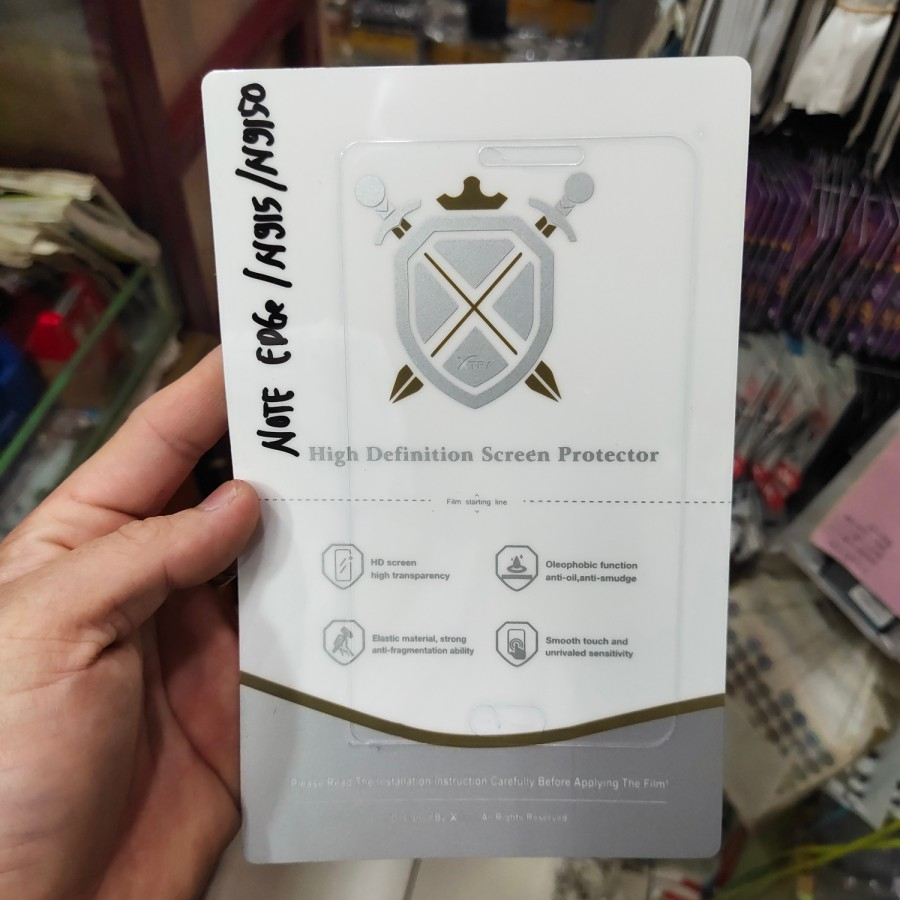 NOTE EDGe/N915/N9150
XTRA
High Definition Screen Protector
Film starting line
HD screen
high transparency
Oleophobic function
anti-oil,anti-smudge
Elastic material, strong
anti-fragmentation ability
Smooth touch and
unrivaled sensitivity
Please Read The Installation Instruction Carefully Before Applying The Film!
All Rights Reserved